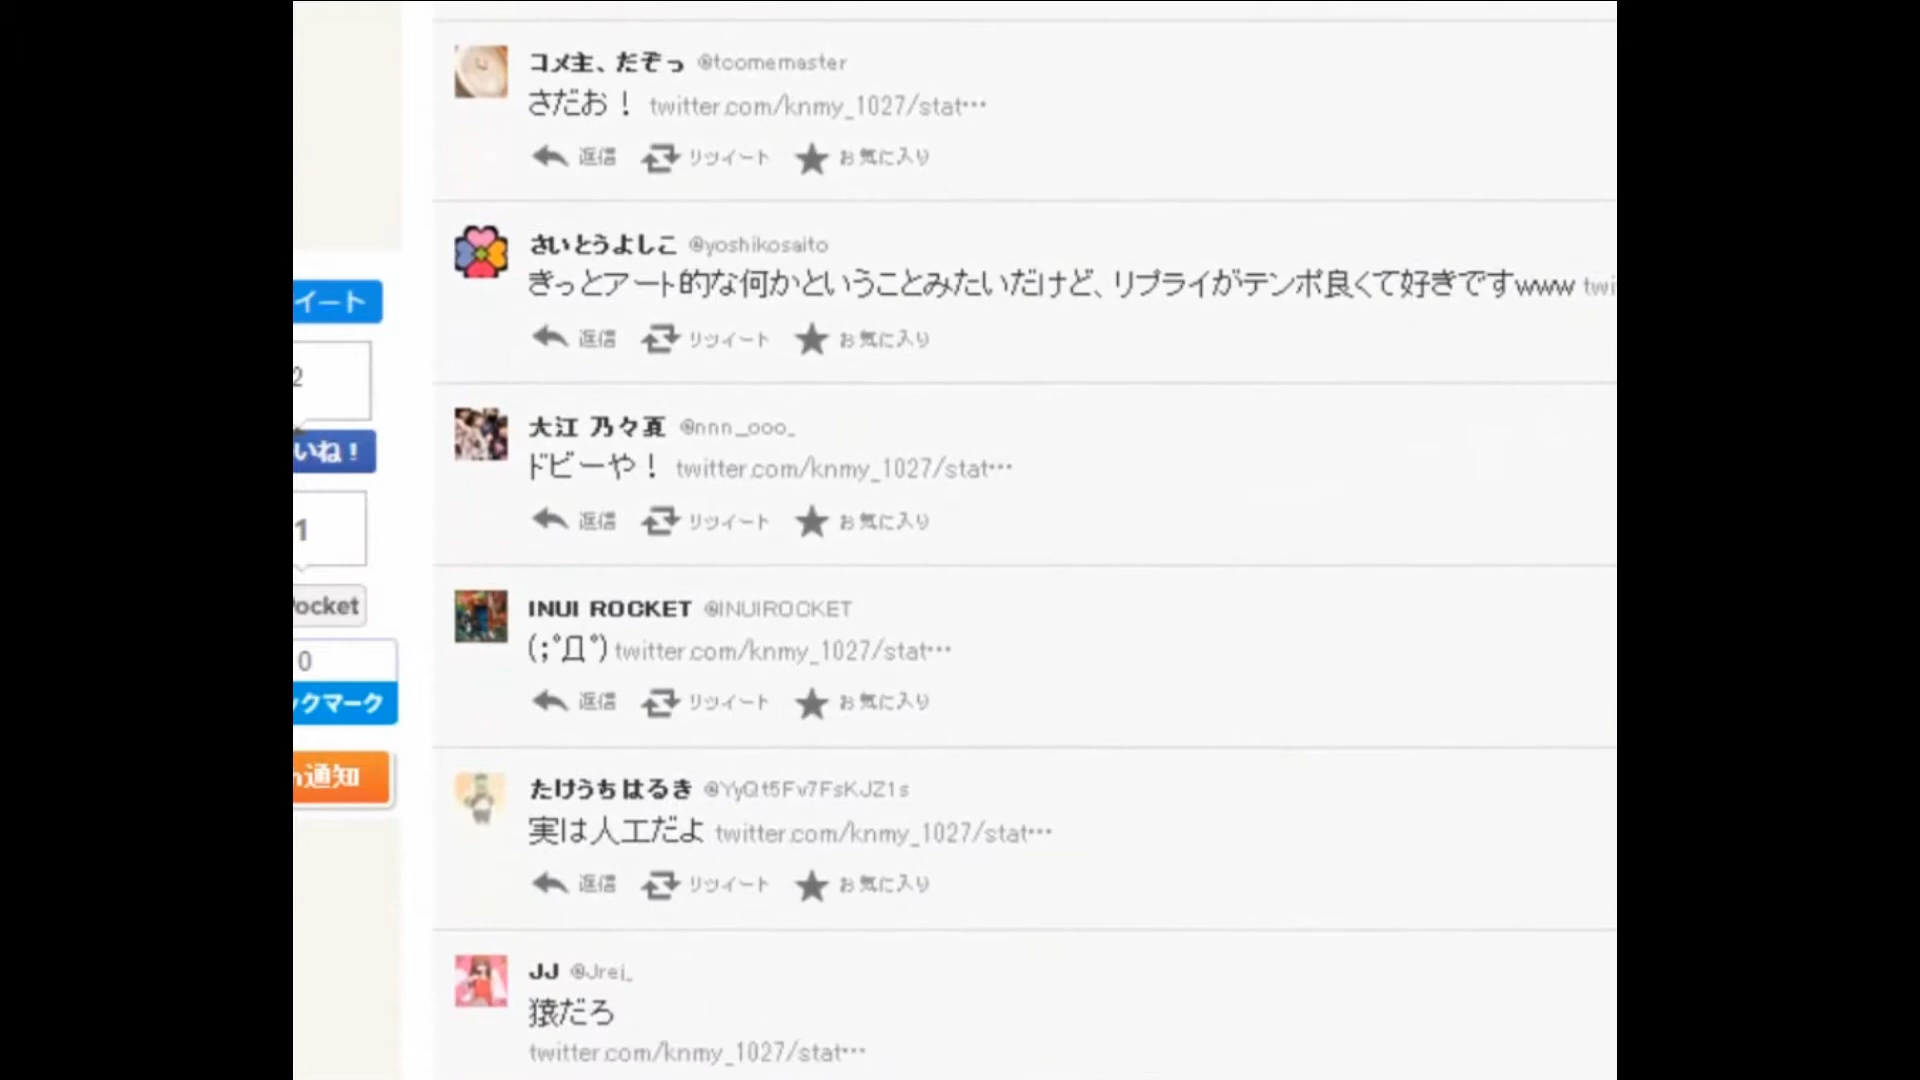 コメ主、だぞっ @tcomemaster
さだお！ twitter.com/knmy_1027/stat…
返信 リツイート お気に入り
さいとうよしこ @yoshikosaito
きっとアート的な何かということみたいだけど、リプライがテンポ良くて好きですwww twi
返信 リツイート お気に入り
大江 乃々夏 @nnn_ooo_
ドビーや！ twitter.com/knmy_1027/stat…
返信 リツイート お気に入り
INUI ROCKET @INUIROCKET
(;ﾟДﾟ) twitter.com/knmy_1027/stat…
返信 リツイート お気に入り
たけうちはるき @YyQt5Fv7FsKJZ1s
実は人工だよ twitter.com/knmy_1027/stat…
返信 リツイート お気に入り
JJ @Jrei_
猿だろ
twitter.com/knmy_1027/stat…
イート
2
いね！
1
ocket
0
ックマーク
通知